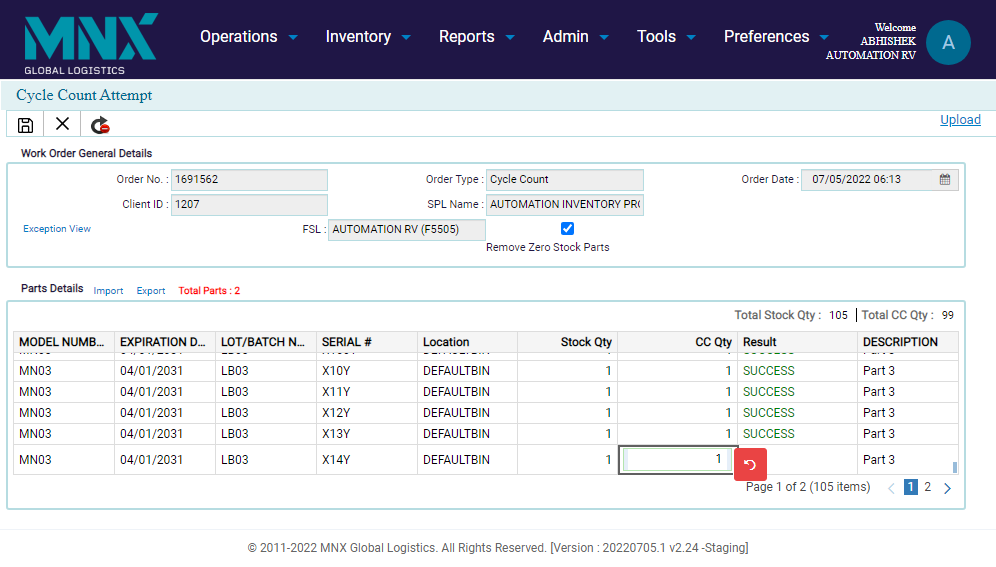 MNX
GLOBAL LOGISTICS
Operations Inventory Reports Admin Tools Preferences
Welcome
ABHISHEK
AUTOMATION RV
A
Cycle Count Attempt
Upload
Work Order General Details
Order No. : 1691562 Order Type : Cycle Count Order Date : 07/05/2022 06:13
Client ID : 1207 SPL Name : AUTOMATION INVENTORY PR
Exception View FSL : AUTOMATION RV (F5505)
Remove Zero Stock Parts
Parts Details Import Export Total Parts : 2
Total Stock Qty : 105 Total CC Qty : 99
MODEL NUMB... EXPIRATION D... LOT/BATCH N... SERIAL # Location Stock Qty CC Qty Result DESCRIPTION
MN03 04/01/2031 LB03 X10Y DEFAULTBIN 1 1 SUCCESS Part 3
MN03 04/01/2031 LB03 X11Y DEFAULTBIN 1 1 SUCCESS Part 3
MN03 04/01/2031 LB03 X12Y DEFAULTBIN 1 1 SUCCESS Part 3
MN03 04/01/2031 LB03 X13Y DEFAULTBIN 1 1 SUCCESS Part 3
MN03 04/01/2031 LB03 X14Y DEFAULTBIN 1 1 Part 3
Page 1 of 2 (105 items) 1 2
© 2011-2022 MNX Global Logistics. All Rights Reserved. [Version : 20220705.1 v2.24 -Staging]